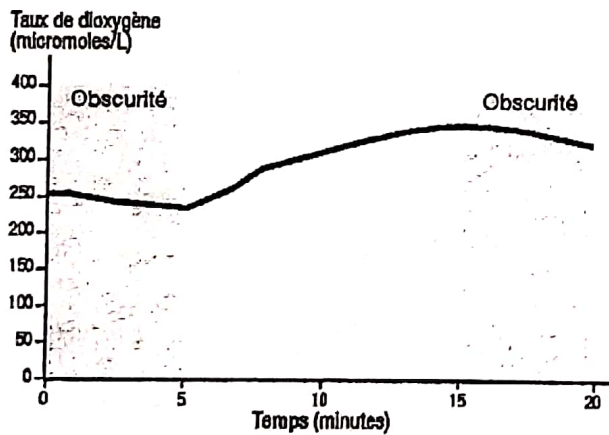 Taux de dioxygène
(micromoles/L)
400
Obscurité
Obscurité
350
300
250
200
150
100
50
0
0
5
10
15
20
Temps (minutes)